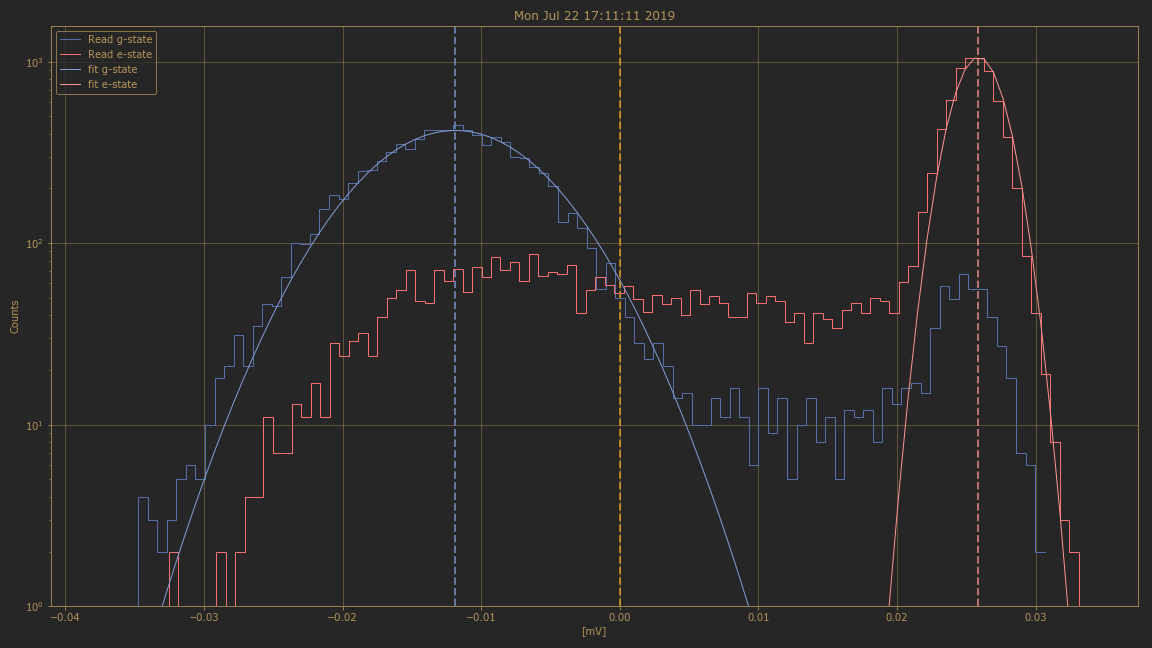 Mon Jul 22 17:11:11 2019
Read g-state
Read e-state
fit g-state
fit e-state
10³
10²
10¹
10⁰
Counts
−0.04 −0.03 −0.02 −0.01 0.00 0.01 0.02 0.03
[mV]